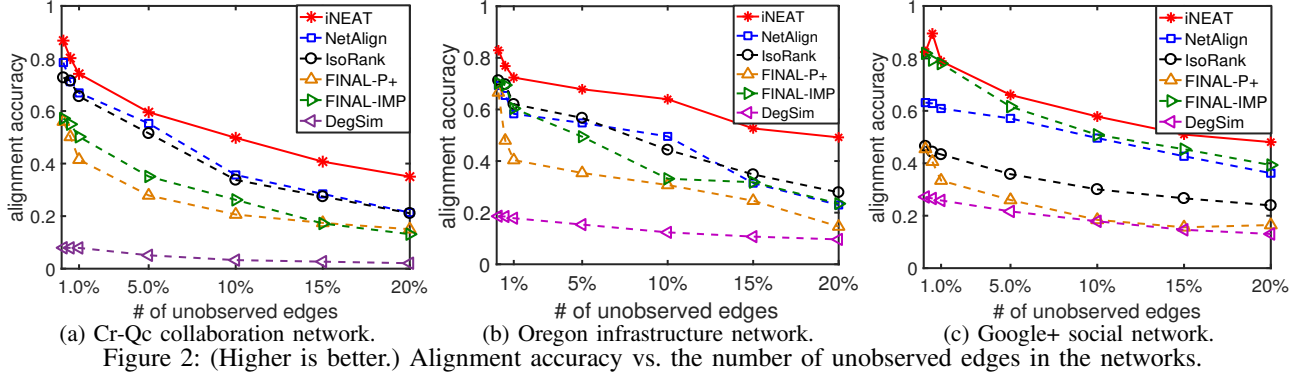 alignment accuracy
1
0.8
0.6
0.4
0.2
0
iNEAT
NetAlign
IsoRank
FINAL-P+
FINAL-IMP
DegSim
1.0% 5.0% 10% 15% 20%
# of unobserved edges
(a) Cr-Qc collaboration network.
alignment accuracy
1
0.8
0.6
0.4
0.2
0
iNEAT
NetAlign
IsoRank
FINAL-P+
FINAL-IMP
DegSim
1% 5% 10% 15% 20%
# of unobserved edges
(b) Oregon infrastructure network.
alignment accuracy
1
0.8
0.6
0.4
0.2
0
iNEAT
NetAlign
IsoRank
FINAL-P+
FINAL-IMP
DegSim
1.0% 5.0% 10% 15% 20%
# of unobserved edges
(c) Google+ social network.
Figure 2: (Higher is better.) Alignment accuracy vs. the number of unobserved edges in the networks.